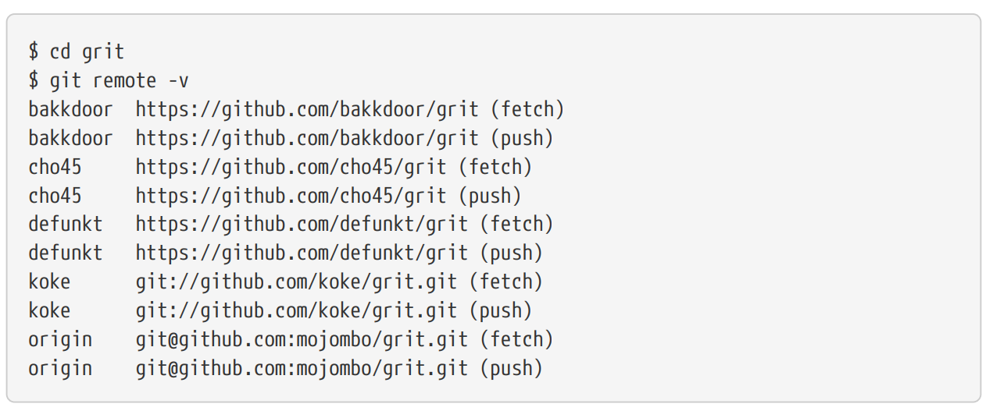 $ cd grit
$ git remote -v
bakkdoor  https://github.com/bakkdoor/grit (fetch)
bakkdoor  https://github.com/bakkdoor/grit (push)
cho45     https://github.com/cho45/grit (fetch)
cho45     https://github.com/cho45/grit (push)
defunkt   https://github.com/defunkt/grit (fetch)
defunkt   https://github.com/defunkt/grit (push)
koke      git://github.com/koke/grit.git (fetch)
koke      git://github.com/koke/grit.git (push)
origin    git@github.com:mojombo/grit.git (fetch)
origin    git@github.com:mojombo/grit.git (push)